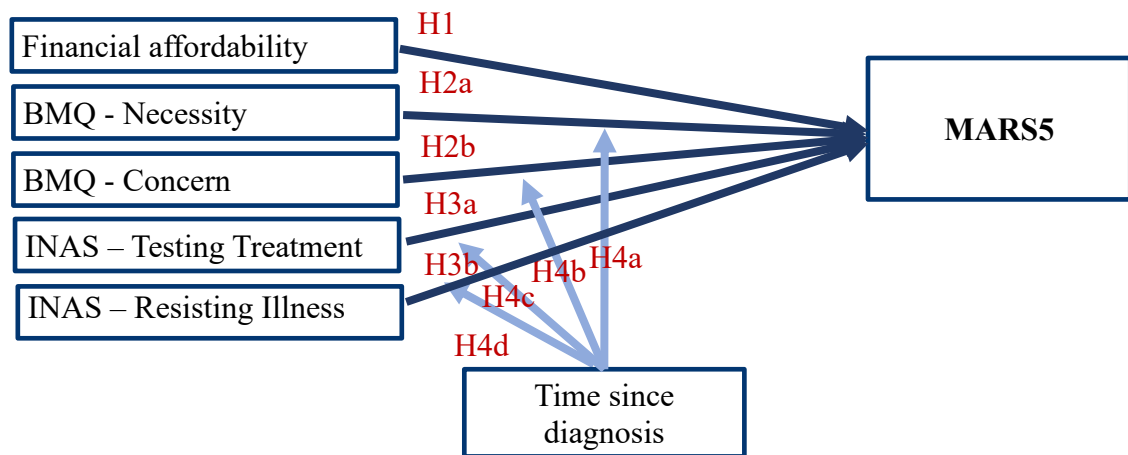 Financial affordability
H1
H2a
BMQ - Necessity
H2b
BMQ - Concern
H3a
INAS – Testing Treatment
H3b
INAS – Resisting Illness
H4a
H4b
H4c
H4d
Time since
diagnosis
MARS5